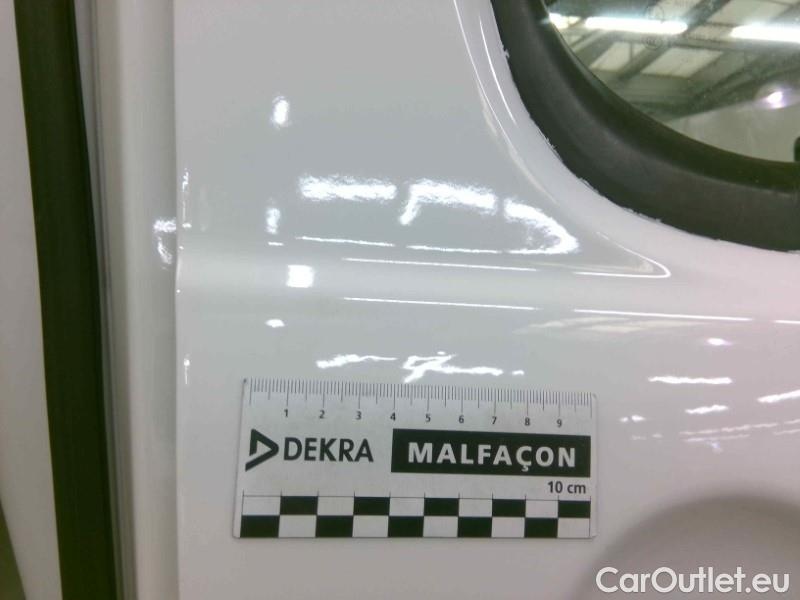 1 2 3 4 5 6 7 8 9
DEKRA MALFAÇON
10 cm
CarOutlet.eu